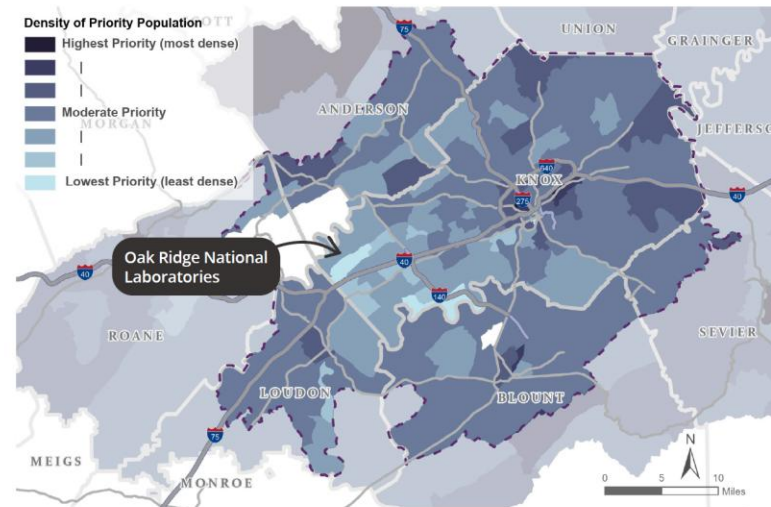 Density of Priority Population
Highest Priority (most dense)
Moderate Priority
Lowest Priority (least dense)
MORGAN
ANDERSON
UNION
GRAINGER
KNOX
75
640
275
40
40
40
140
Oak Ridge National
Laboratories
ROANE
LOUDON
BLOUNT
SEVIER
MEIGS
MONROE
75
N
0 5 10
Miles